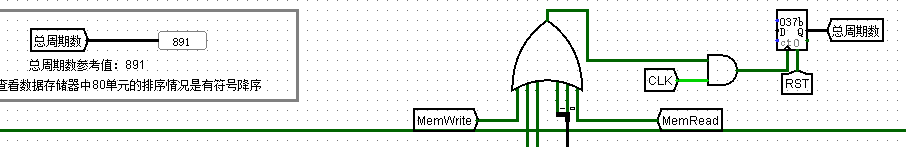 总周期数 891
总周期数参考值: 891
查看数据存储器中80单元的排序情况是有符号降序
CLK
037b
D Q
ct0
总周期数
RST
MemWrite
MemRead